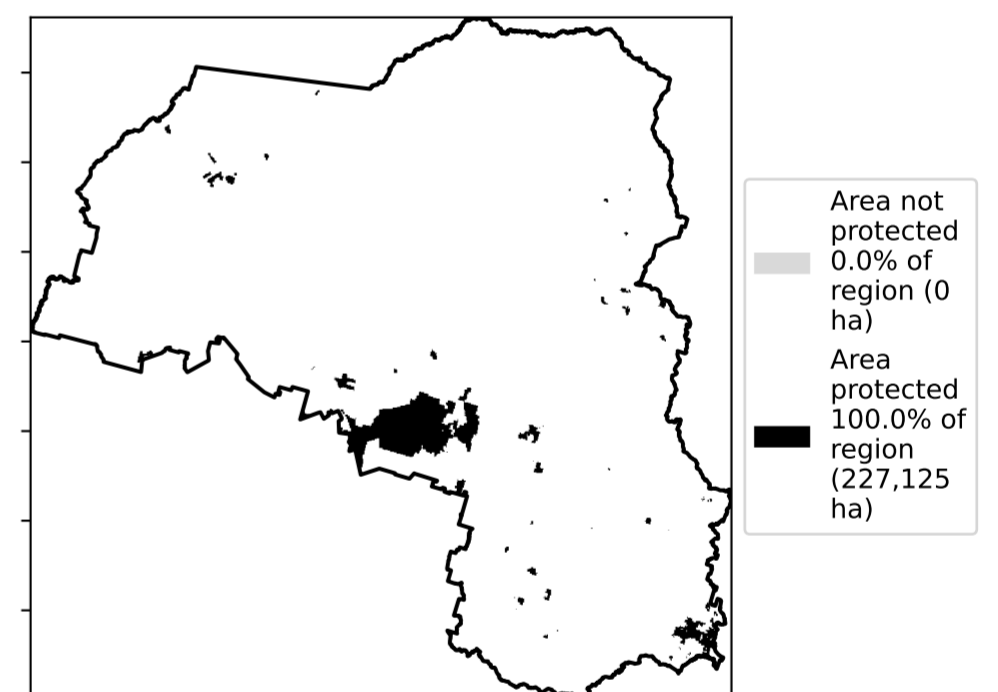 Area not
protected
0.0% of
region (0
ha)
Area
protected
100.0% of
region
(227,125
ha)